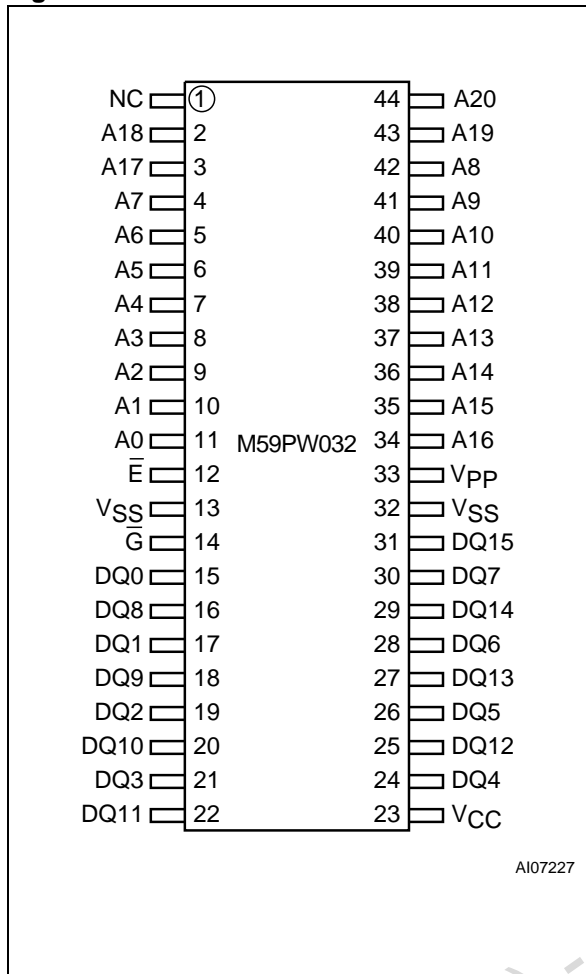 NC 1 44 A20
A18 2 43 A19
A17 3 42 A8
A7 4 41 A9
A6 5 40 A10
A5 6 39 A11
A4 7 38 A12
A3 8 37 A13
A2 9 36 A14
A1 10 35 A15
A0 11 M59PW032 34 A16
E̅ 12 33 VPP
VSS 13 32 VSS
G̅ 14 31 DQ15
DQ0 15 30 DQ7
DQ8 16 29 DQ14
DQ1 17 28 DQ6
DQ9 18 27 DQ13
DQ2 19 26 DQ5
DQ10 20 25 DQ12
DQ3 21 24 DQ4
DQ11 22 23 VCC
AI07227